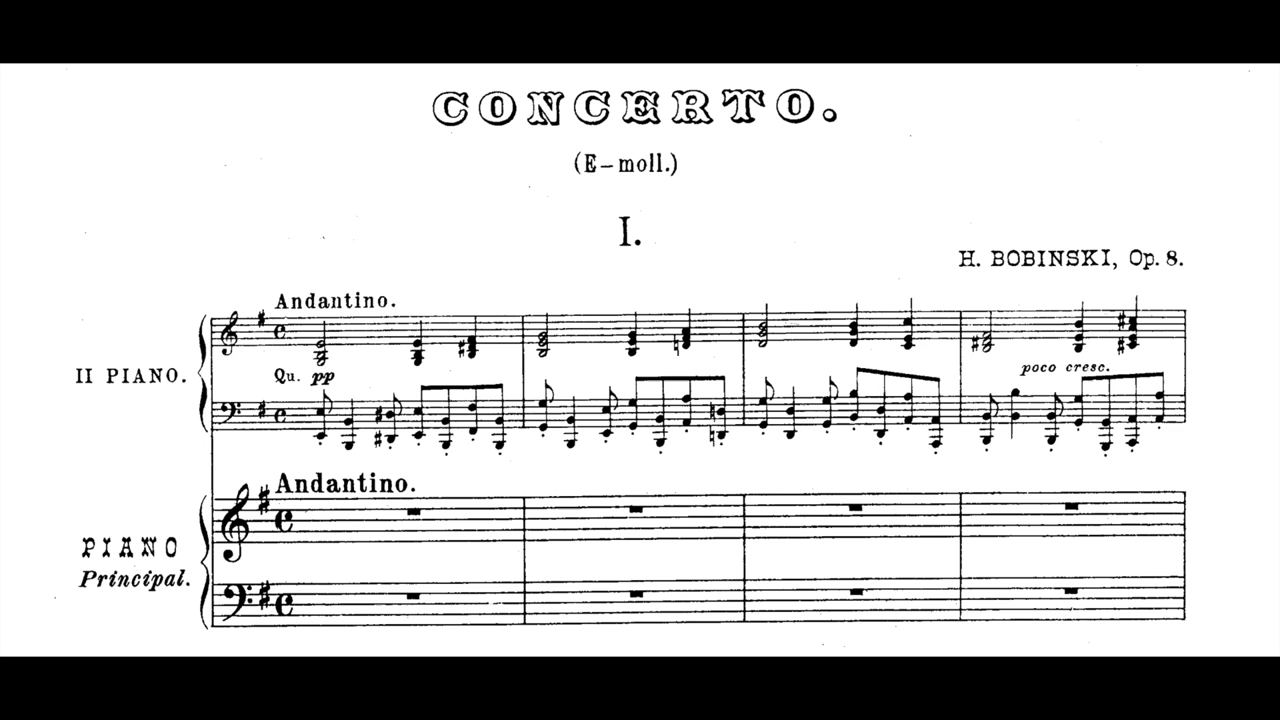 CONCERTO.
(E-moll.)
I.
H. BOBINSKI, Op. 8.
Andantino.
II PIANO.
Qu. pp
poco cresc.
Andantino.
PIANO
Principal.